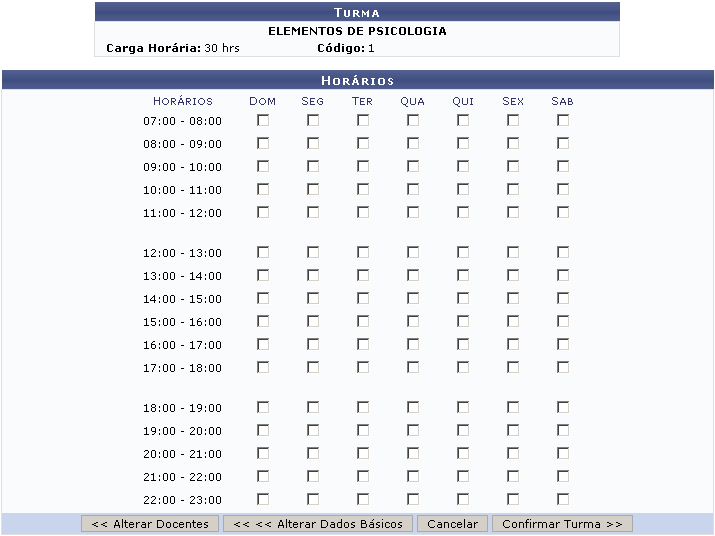 TURMA
ELEMENTOS DE PSICOLOGIA
Carga Horária: 30 hrs Código: 1
HORÁRIOS
HORÁRIOS DOM SEG TER QUA QUI SEX SAB
07:00 - 08:00
08:00 - 09:00
09:00 - 10:00
10:00 - 11:00
11:00 - 12:00
12:00 - 13:00
13:00 - 14:00
14:00 - 15:00
15:00 - 16:00
16:00 - 17:00
17:00 - 18:00
18:00 - 19:00
19:00 - 20:00
20:00 - 21:00
21:00 - 22:00
22:00 - 23:00
<< Alterar Docentes << << Alterar Dados Básicos Cancelar Confirmar Turma >>